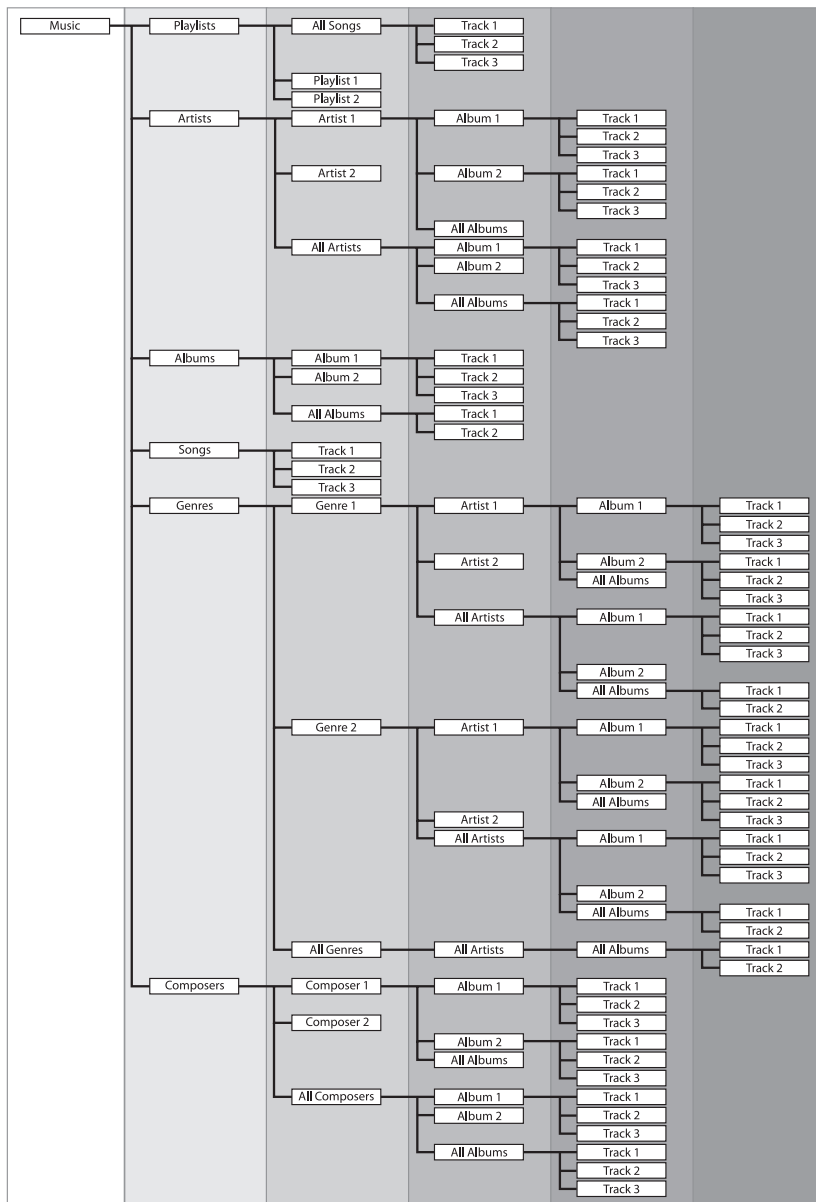 Music Playlists All Songs Track 1
Track 2
Track 3
Playlist 1
Playlist 2
Artists Artist 1 Album 1 Track 1
Track 2
Track 3
Artist 2 Album 2 Track 1
Track 2
Track 3
All Albums
All Artists Album 1 Track 1
Album 2 Track 2
Track 3
All Albums Track 1
Track 2
Track 3
Albums Album 1 Track 1
Album 2 Track 2
Track 3
All Albums Track 1
Track 2
Songs Track 1
Track 2
Track 3
Genres Genre 1 Artist 1 Album 1 Track 1
Track 2
Track 3
Artist 2 Album 2 Track 1
All Albums Track 2
Track 3
All Artists Album 1 Track 1
Track 2
Track 3
Album 2
All Albums Track 1
Track 2
Genre 2 Artist 1 Album 1 Track 1
Track 2
Track 3
Album 2 Track 1
All Albums Track 2
Artist 2 Track 3
All Artists Album 1 Track 1
Track 2
Track 3
Album 2
All Albums Track 1
Track 2
All Genres All Artists All Albums Track 1
Track 2
Composers Composer 1 Album 1 Track 1
Track 2
Composer 2 Track 3
Album 2 Track 1
All Albums Track 2
Track 3
All Composers Album 1 Track 1
Album 2 Track 2
Track 3
All Albums Track 1
Track 2
Track 3